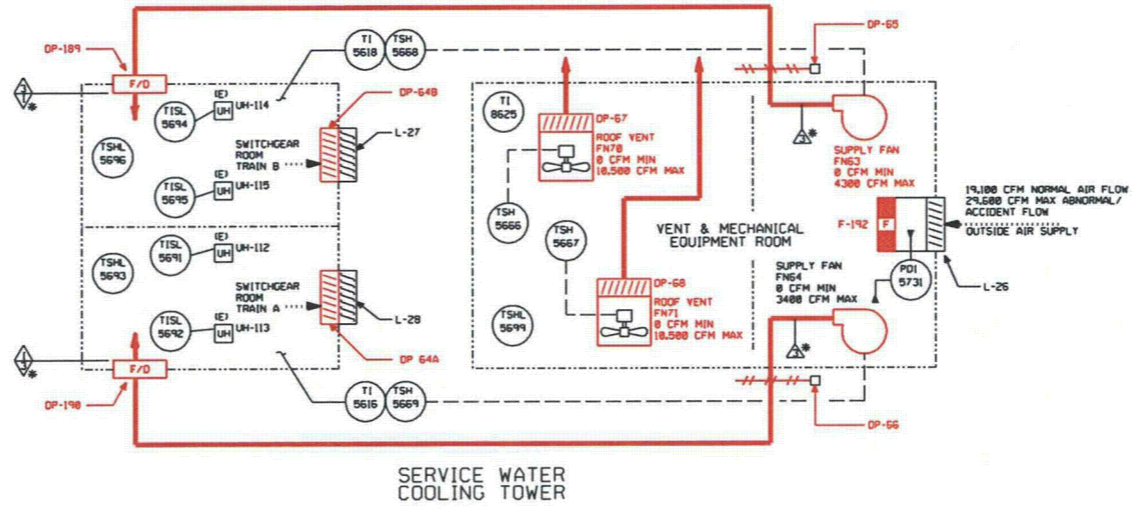 DP-189
F/D
3
1
*
TISL
5694
(E)
UH
UH-114
TI
5618
TSH
5668
DP-64B
L-27
TSHL
5696
SWITCHGEAR
ROOM
TRAIN B
TISL
5695
(E)
UH
UH-115
TISL
5691
(E)
UH
UH-112
TSHL
5693
SWITCHGEAR
ROOM
TRAIN A
L-28
TISL
5692
(E)
UH
UH-113
DP 64A
1
3
*
F/D
DP-190
TI
5616
TSH
5669
TI
8625
DP-67
ROOF VENT
FN70
0 CFM MIN
10,500 CFM MAX
TSH
5666
TSH
5667
VENT & MECHANICAL
EQUIPMENT ROOM
DP-68
ROOF VENT
FN71
0 CFM MIN
10,500 CFM MAX
TSHL
5699
DP-65
3
*
SUPPLY FAN
FN63
0 CFM MIN
4300 CFM MAX
19,100 CFM NORMAL AIR FLOW
29,600 CFM MAX ABNORMAL/
ACCIDENT FLOW
OUTSIDE AIR SUPPLY
F-192
F
PDI
5731
L-26
SUPPLY FAN
FN64
0 CFM MIN
3400 CFM MAX
3
*
DP-66
SERVICE WATER
COOLING TOWER